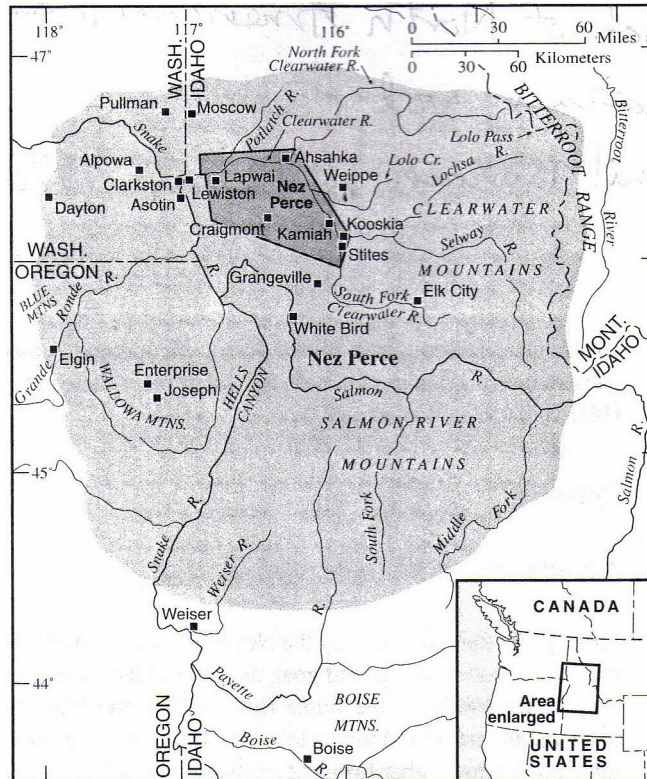 118°
117°
116°
0 30 60
Miles
Kilometers
0 30 60
47°
WASH.
IDAHO
North Fork
Clearwater R.
Pullman
Moscow
Potlatch R.
Clearwater R.
BITTERROOT
RANGE
Bitterroot
River
Snake
Lolo Pass
Alpowa
Ahsahka
Lolo Cr.
Lochsa R.
Clarkston
Lapwai
Weippe
Lewiston
Nez
Perce
Dayton
Asotin
CLEARWATER
Craigmont
Kooskia
Kamiah
Selway
R.
WASH.
OREGON
R.
Stites
MOUNTAINS
Grangeville
BLUE
MTNS.
Grande Ronde R.
South Fork
Clearwater R.
Elk City
White Bird
MONT.
IDAHO
Elgin
Nez Perce
Enterprise
Joseph
HELLS
CANYON
WALLOWA MTNS.
Salmon
R.
SALMON RIVER
MOUNTAINS
45°
Salmon
R.
South Fork
Middle Fork
Snake
R.
Weiser R.
R.
Weiser
CANADA
44°
Payette
BOISE
MTNS.
Area
enlarged
OREGON
IDAHO
Boise
R.
Boise
UNITED
STATES